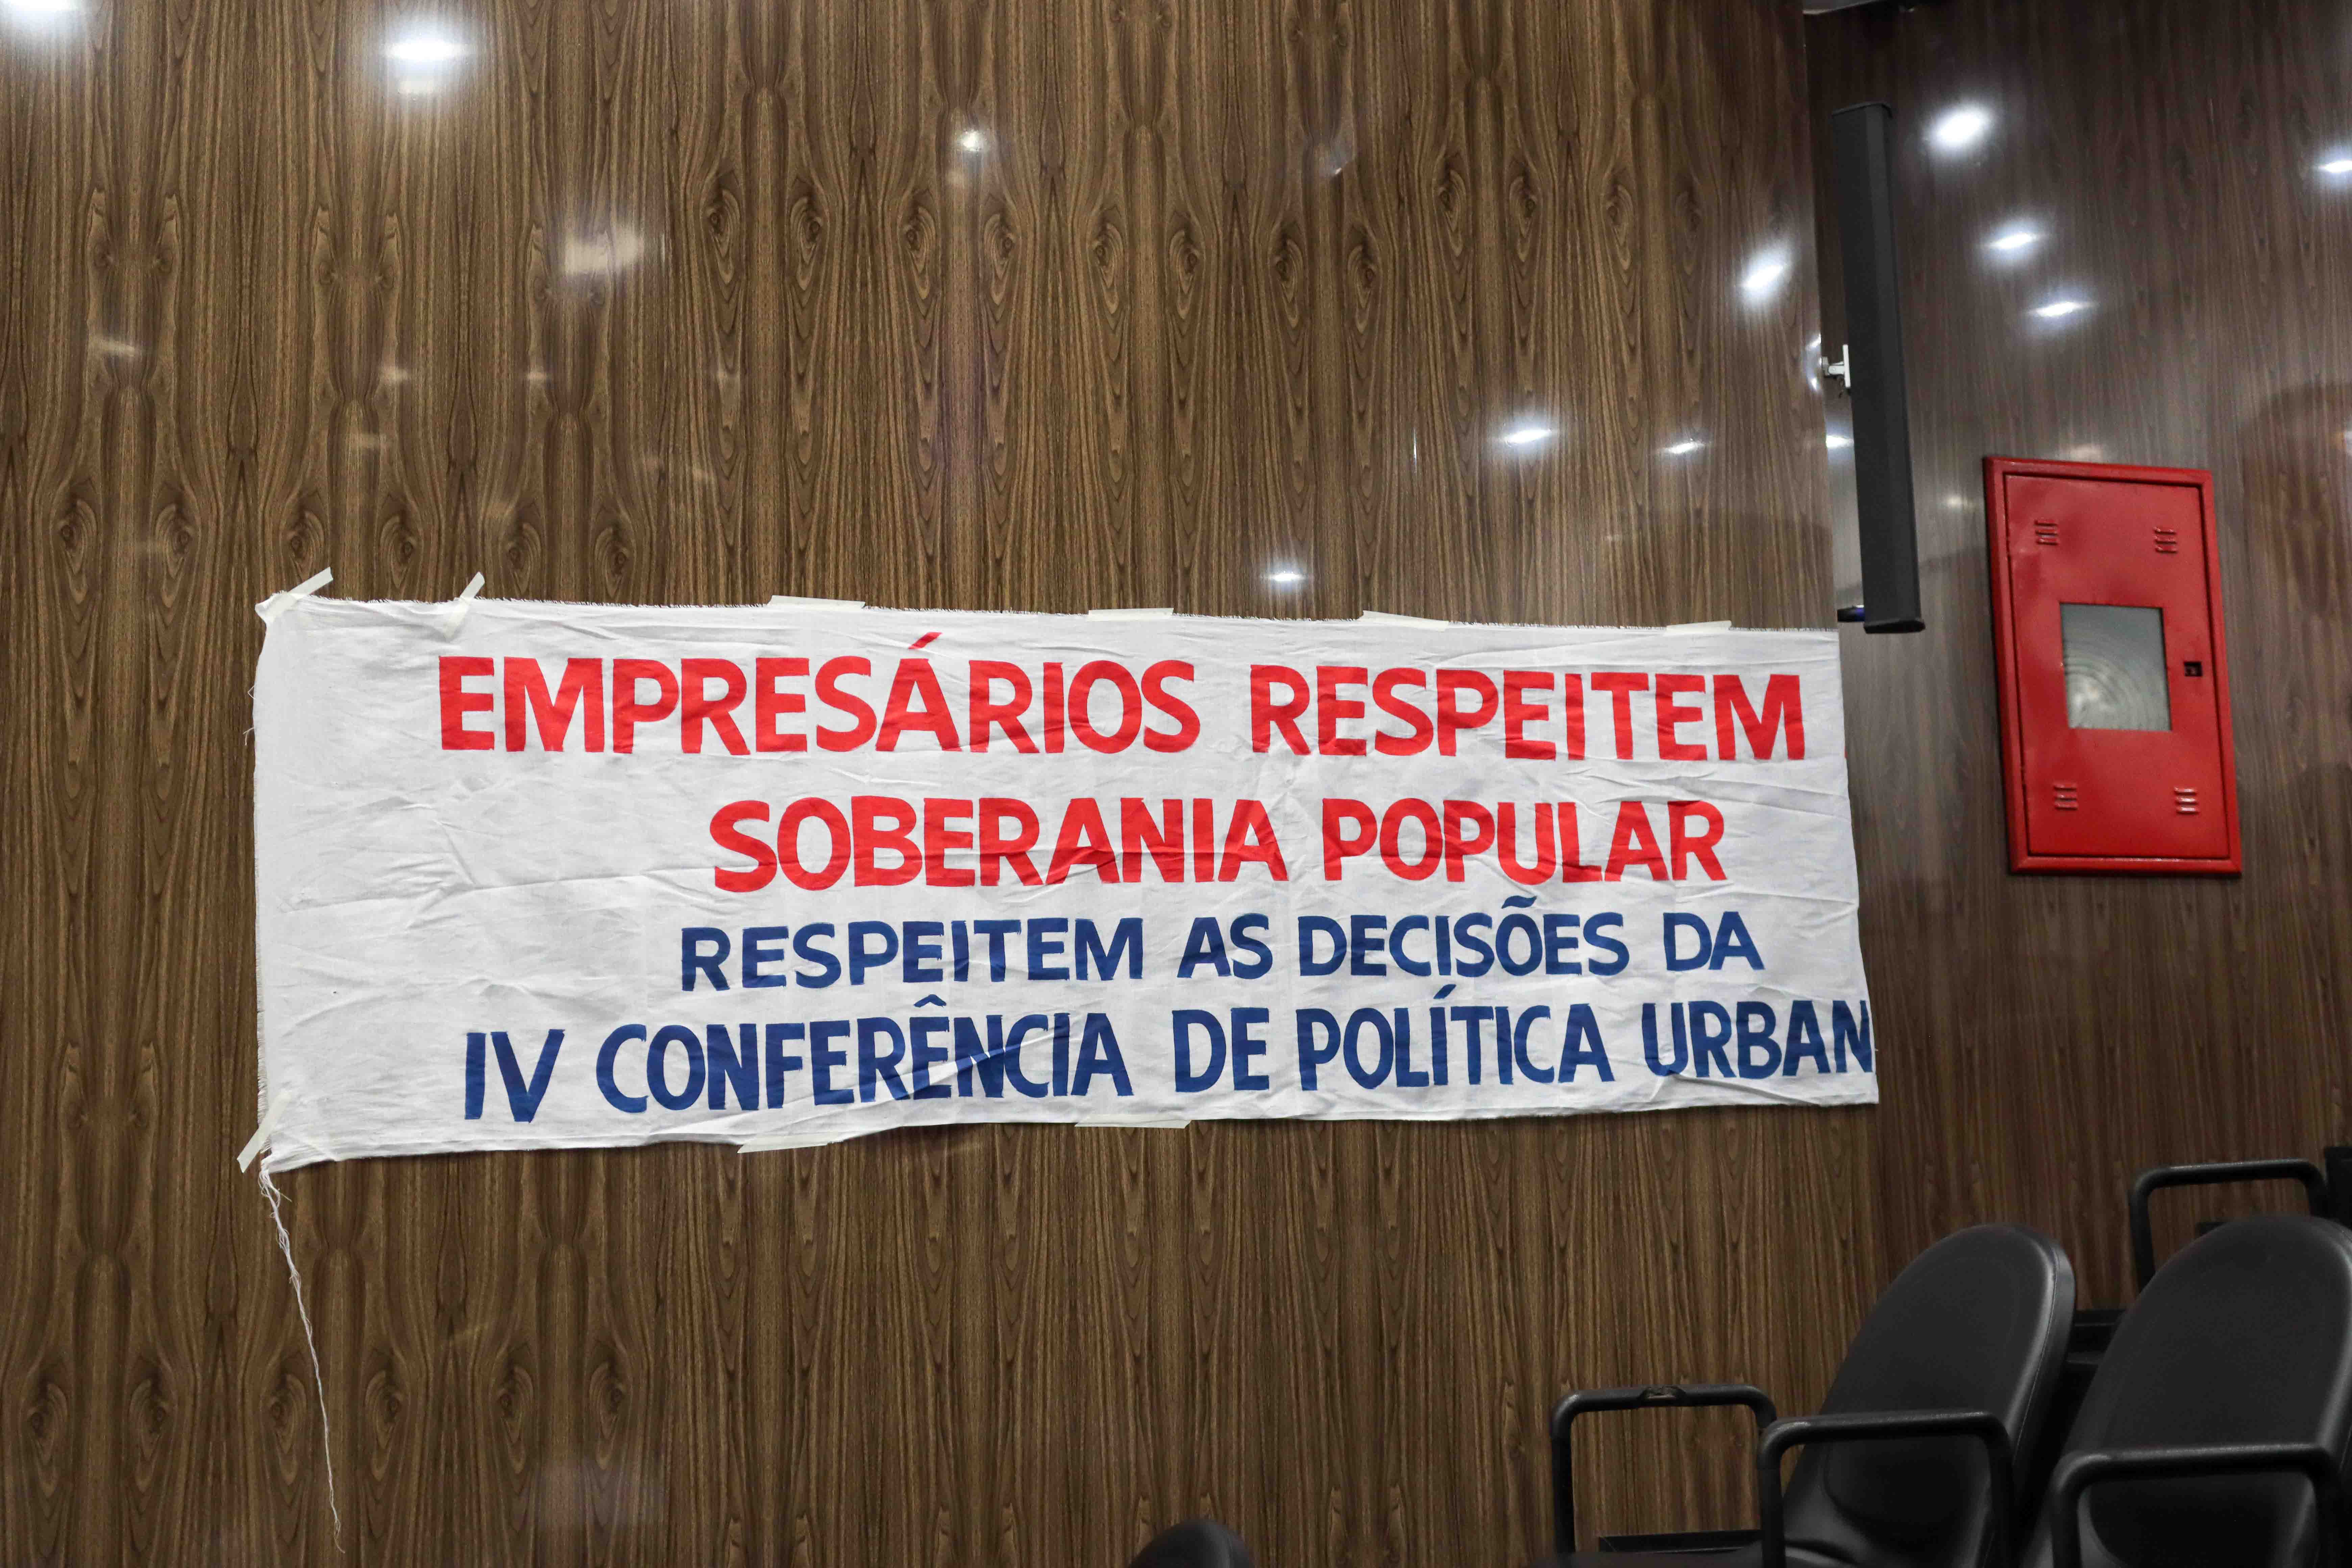 EMPRESÁRIOS RESPEITEM
SOBERANIA POPULAR
RESPEITEM AS DECISÕES DA
IV CONFERÊNCIA DE POLÍTICA URBAN